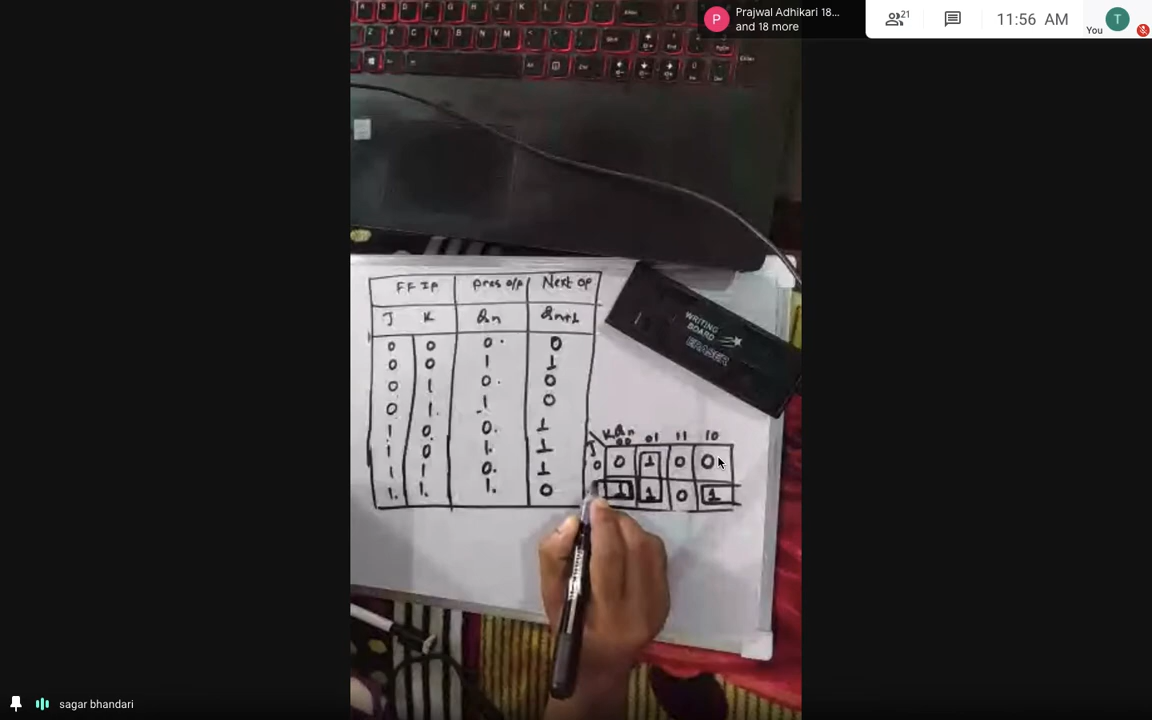 Prajwal Adhikari 18...
and 18 more
21
11:56 AM
You
T
P
FF Ip pres o/p Next op
J K Qn Qn+1
0 0 0 0
0 0 1 1
0 1 0 0
0 1 1 0
1 0 0 1
1 0 1 1
1 1 0 1
1 1 1 0
WRITING
BOARD
ERASER
KQn
J 00 01 11 10
0 0 1 0 0
1 1 0 1
sagar bhandari